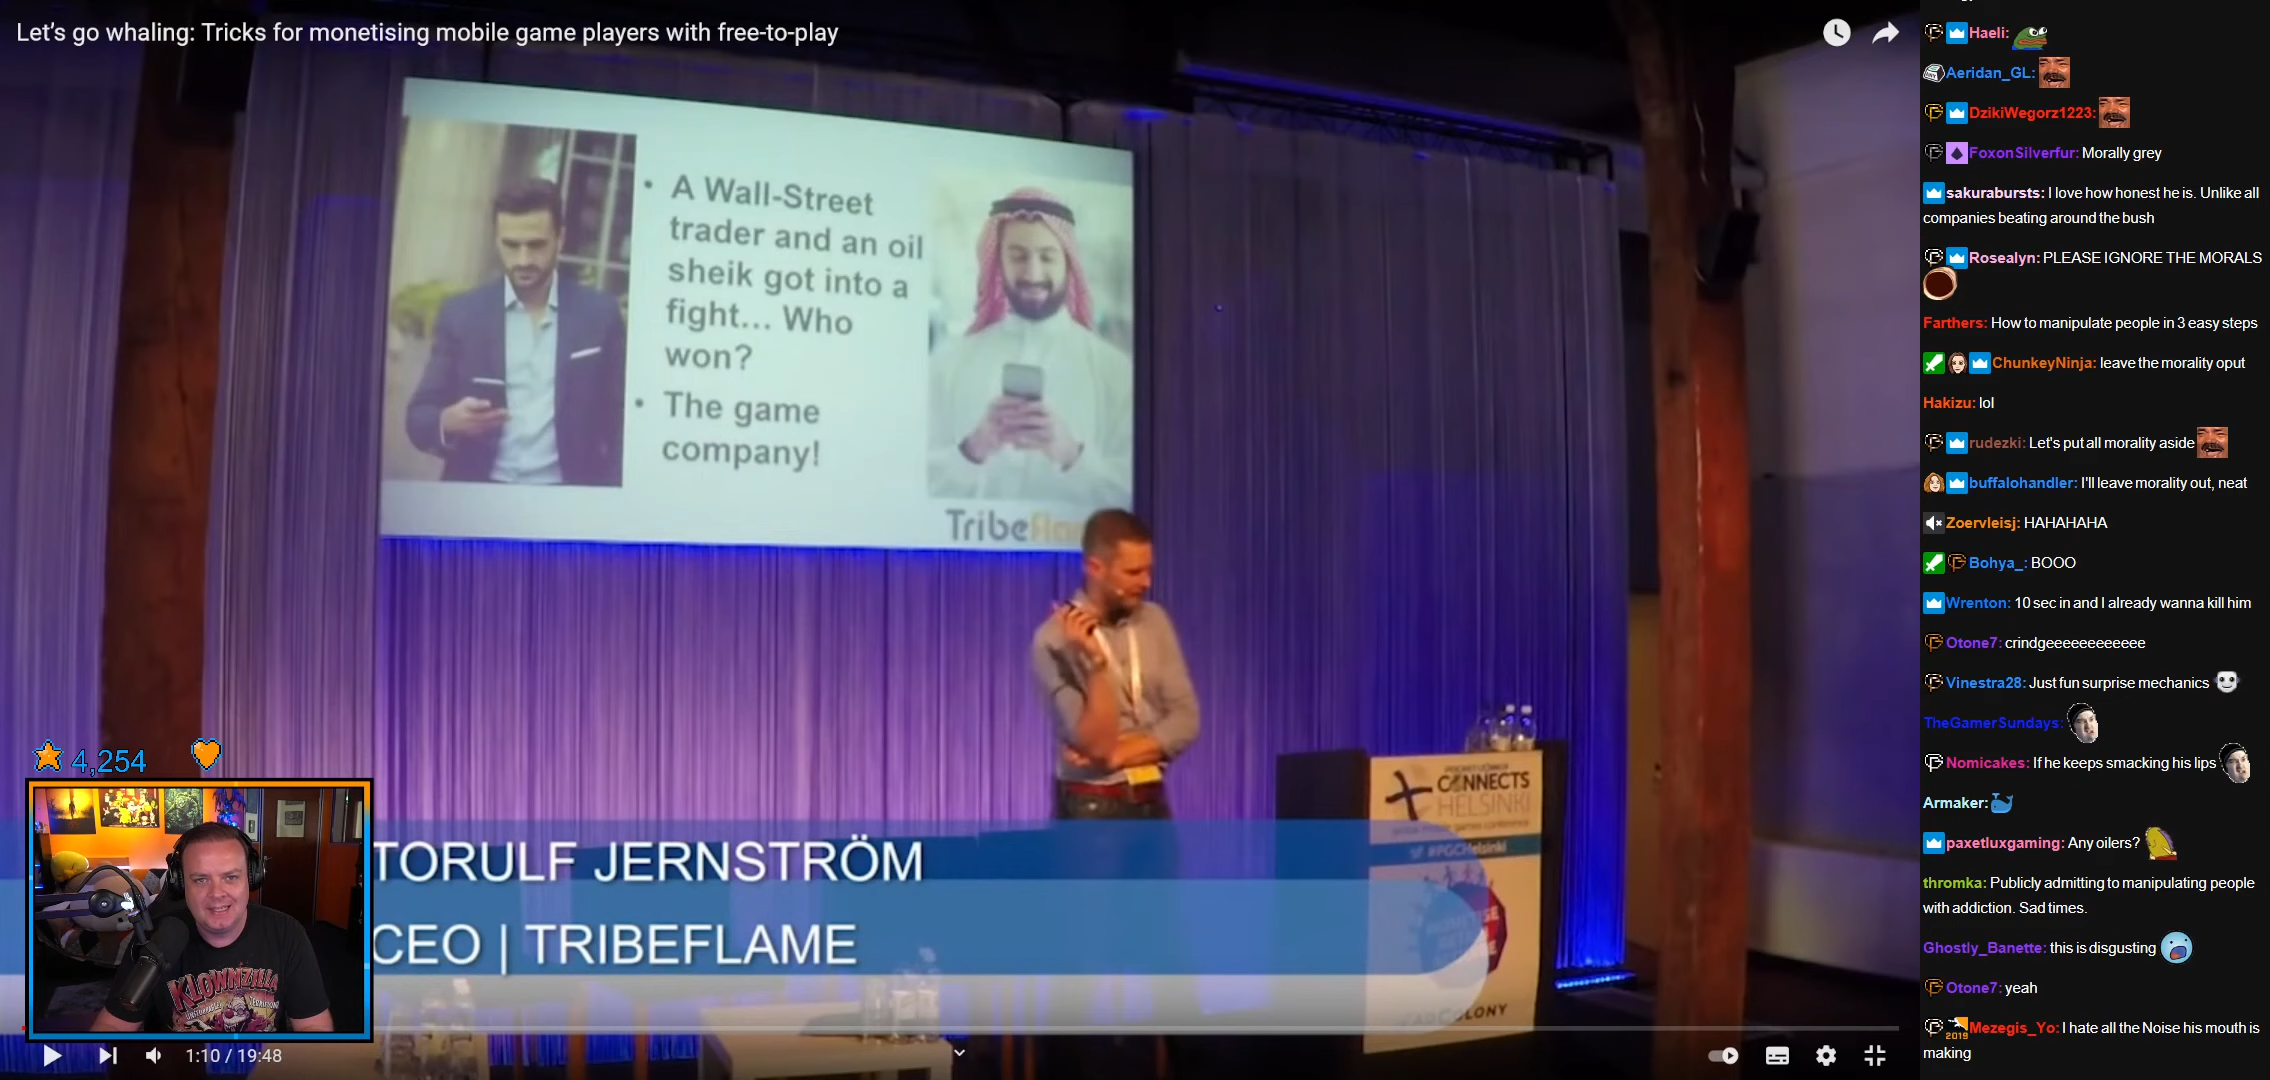 Let’s go whaling: Tricks for monetising mobile game players with free-to-play
• A Wall-Street
trader and an oil
sheik got into a
fight... Who
won?
• The game
company!
Tribe
CONNECTS
HELSINKI
#PGCHelsinki
4,254
KLOWNZILLA
TORULF JERNSTRÖM
CEO | TRIBEFLAME
1:10 / 19:48
Haeli:
Aeridan_GL:
DzikiWegorz1223:
FoxonSilverfur: Morally grey
sakurabursts: I love how honest he is. Unlike all
companies beating around the bush
Rosealyn: PLEASE IGNORE THE MORALS
Farthers: How to manipulate people in 3 easy steps
ChunkeyNinja: leave the morality oput
Hakizu: lol
rudezki: Let's put all morality aside
buffalohandler: I'll leave morality out, neat
Zoervleisj: HAHAHAHA
Bohya_: BOOO
Wrenton: 10 sec in and I already wanna kill him
Otone7: crindgeeeeeeeeeeee
Vinestra28: Just fun surprise mechanics
TheGamerSundays:
Nomicakes: If he keeps smacking his lips
Armaker:
paxetluxgaming: Any oilers?
thromka: Publicly admitting to manipulating people
with addiction. Sad times.
Ghostly_Banette: this is disgusting
Otone7: yeah
2019
Mezegis_Yo: I hate all the Noise his mouth is
making